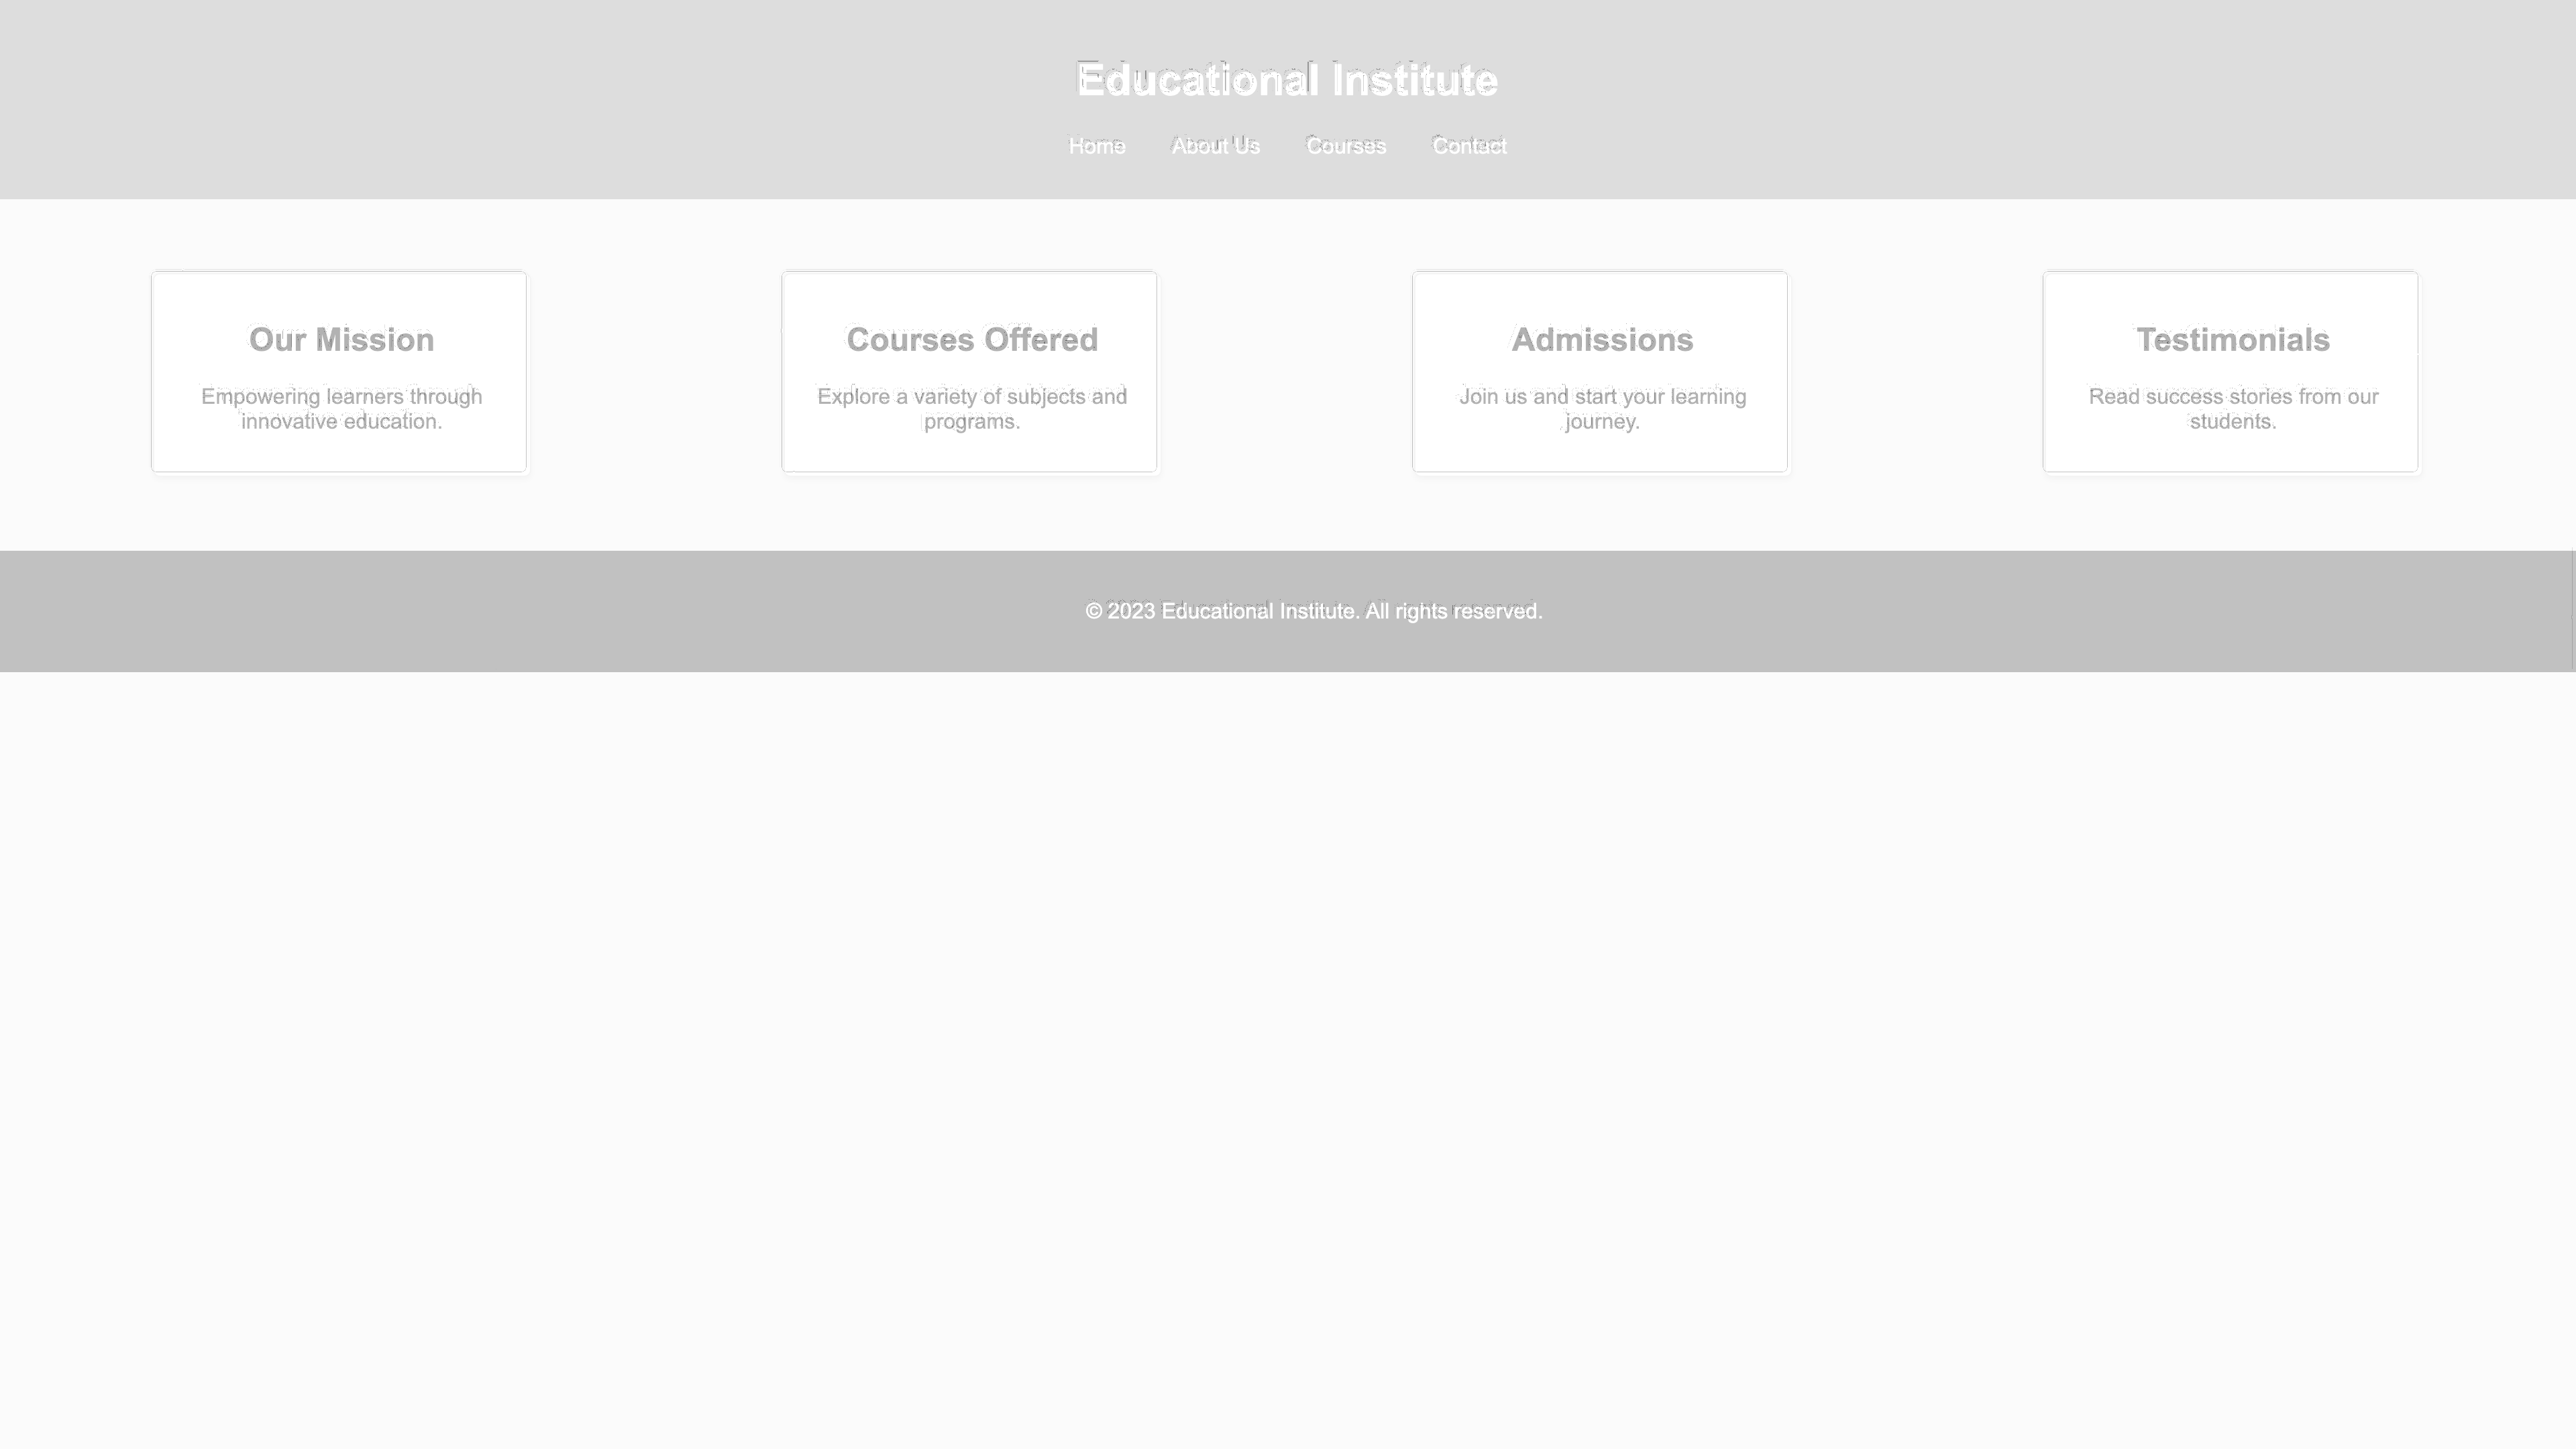 Educational Institute
Home About Us Courses Contact
Our Mission
Empowering learners through
innovative education.
Courses Offered
Explore a variety of subjects and
programs.
Admissions
Join us and start your learning
journey.
Testimonials
Read success stories from our
students.
© 2023 Educational Institute. All rights reserved.